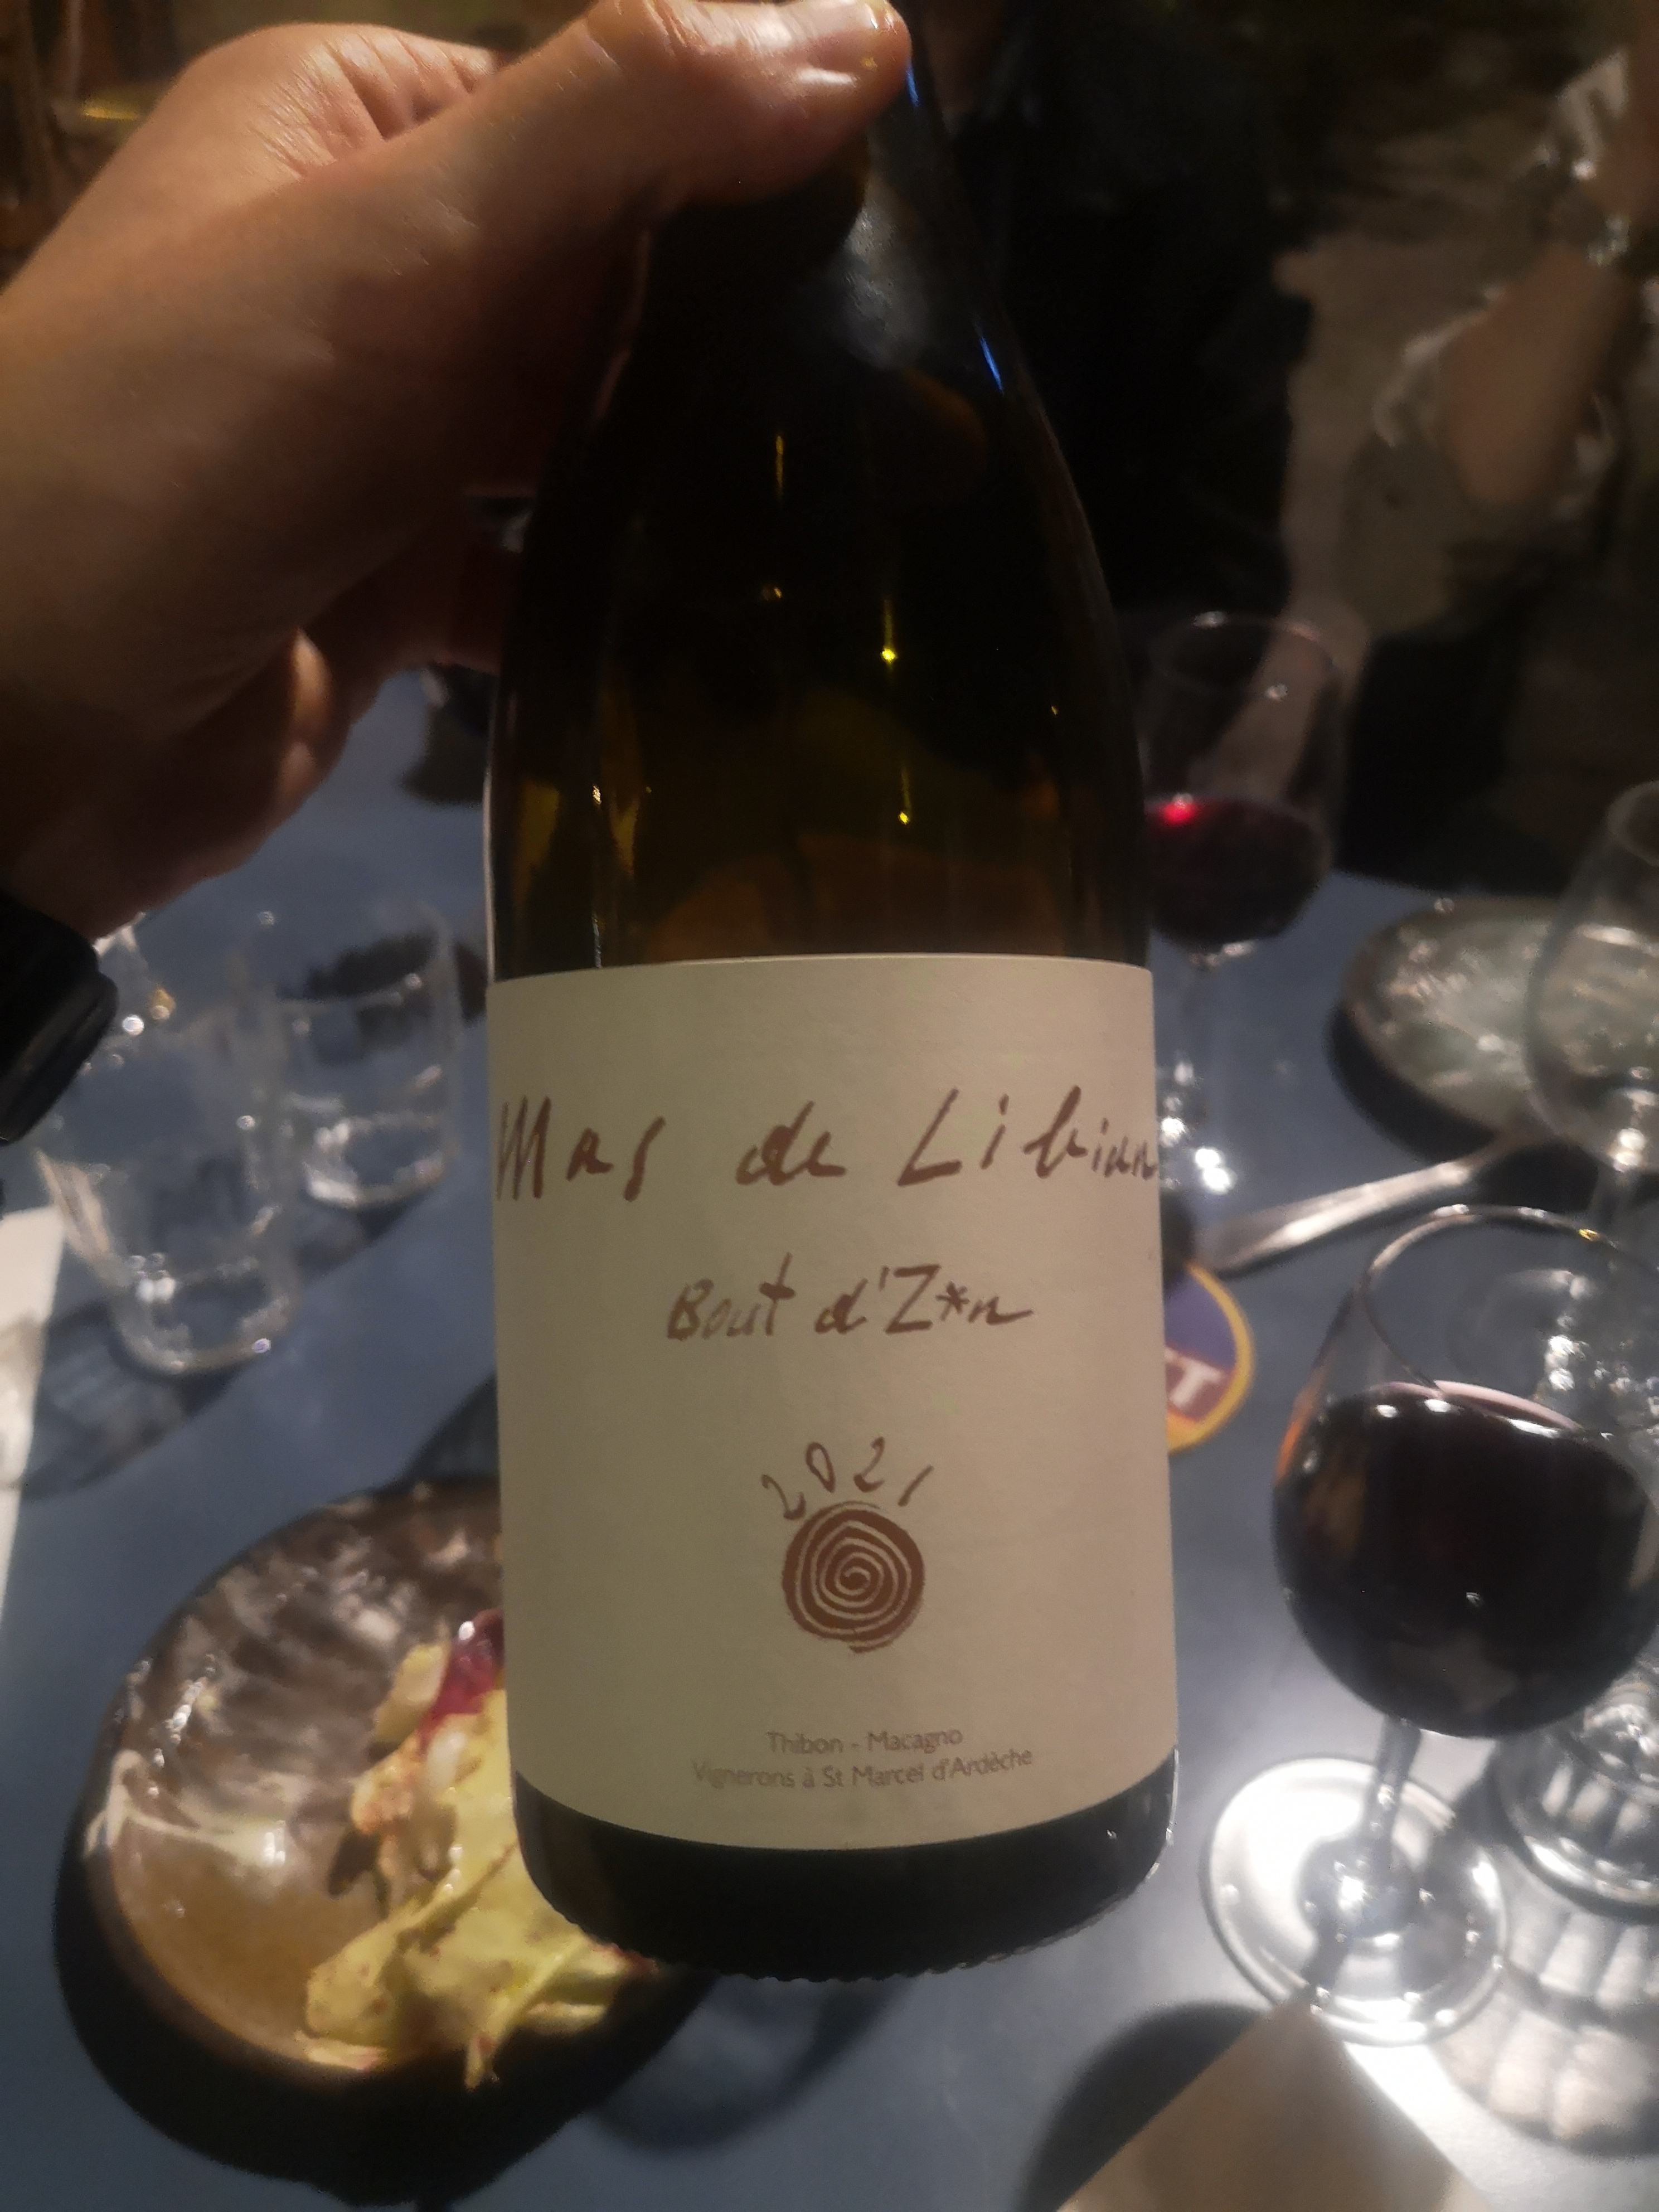 Mas de Libian
Bout d'Z*n
2021
Thibon - Macagno
Vignerons à St Marcel d'Ardèche